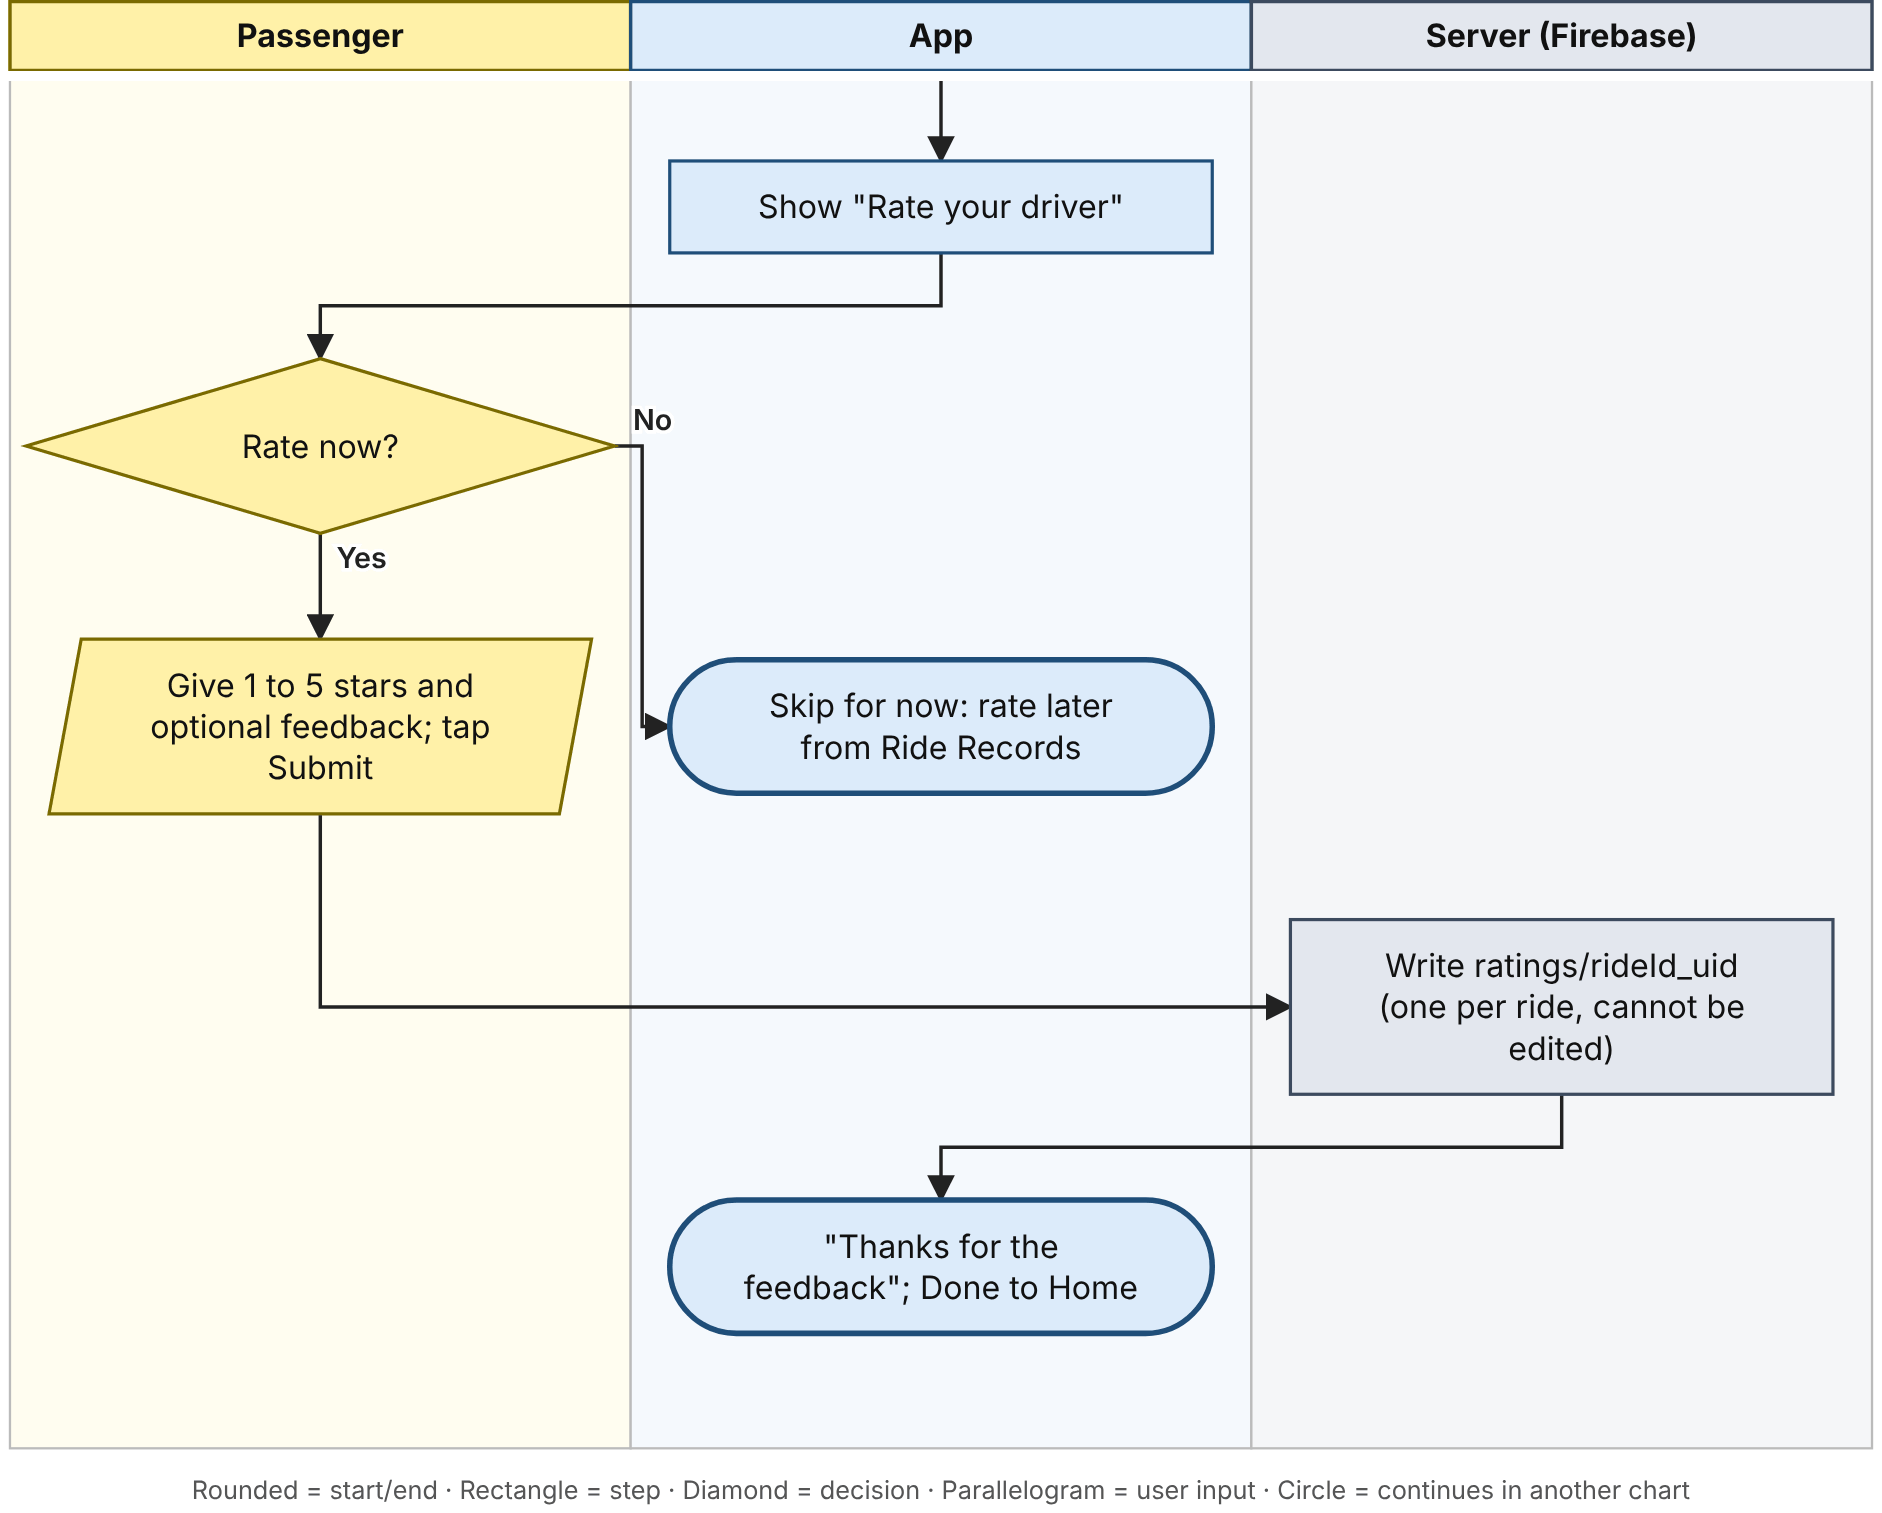 Passenger
App
Server (Firebase)
Show "Rate your driver"
Rate now?
No
Yes
Give 1 to 5 stars and
optional feedback; tap
Submit
Skip for now: rate later
from Ride Records
Write ratings/rideId_uid
(one per ride, cannot be
edited)
"Thanks for the
feedback"; Done to Home
Rounded = start/end · Rectangle = step · Diamond = decision · Parallelogram = user input · Circle = continues in another chart